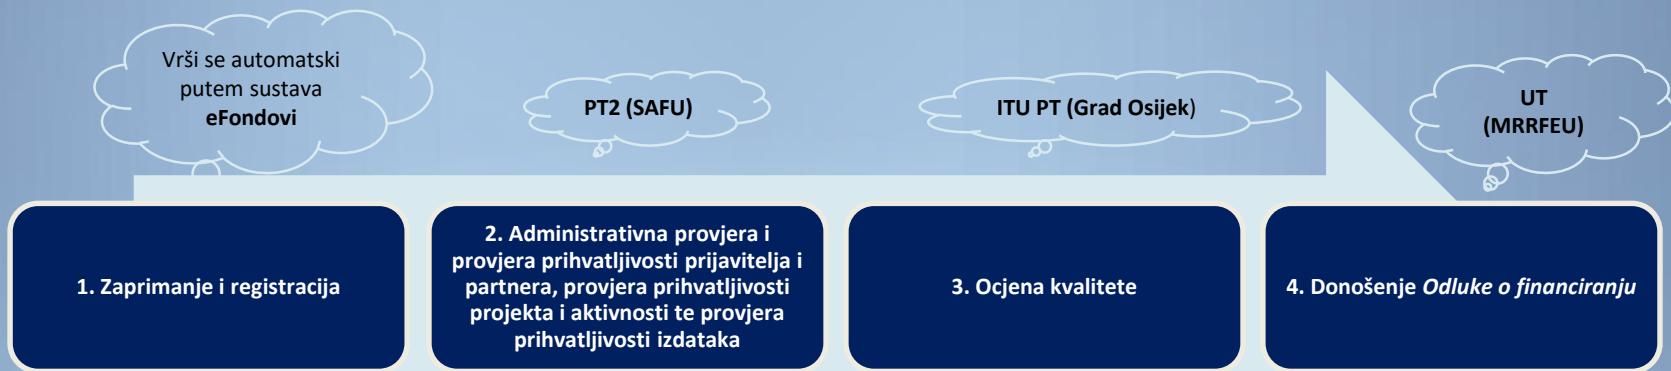 Vrši se automatski
putem sustava
eFondovi
PT2 (SAFU)
ITU PT (Grad Osijek)
UT
(MRRFEU)
1. Zaprimanje i registracija
2. Administrativna provjera i
provjera prihvatljivosti prijavitelja i
partnera, provjera prihvatljivosti
projekta i aktivnosti te provjera
prihvatljivosti izdataka
3. Ocjena kvalitete
4. Donošenje Odluke o financiranju